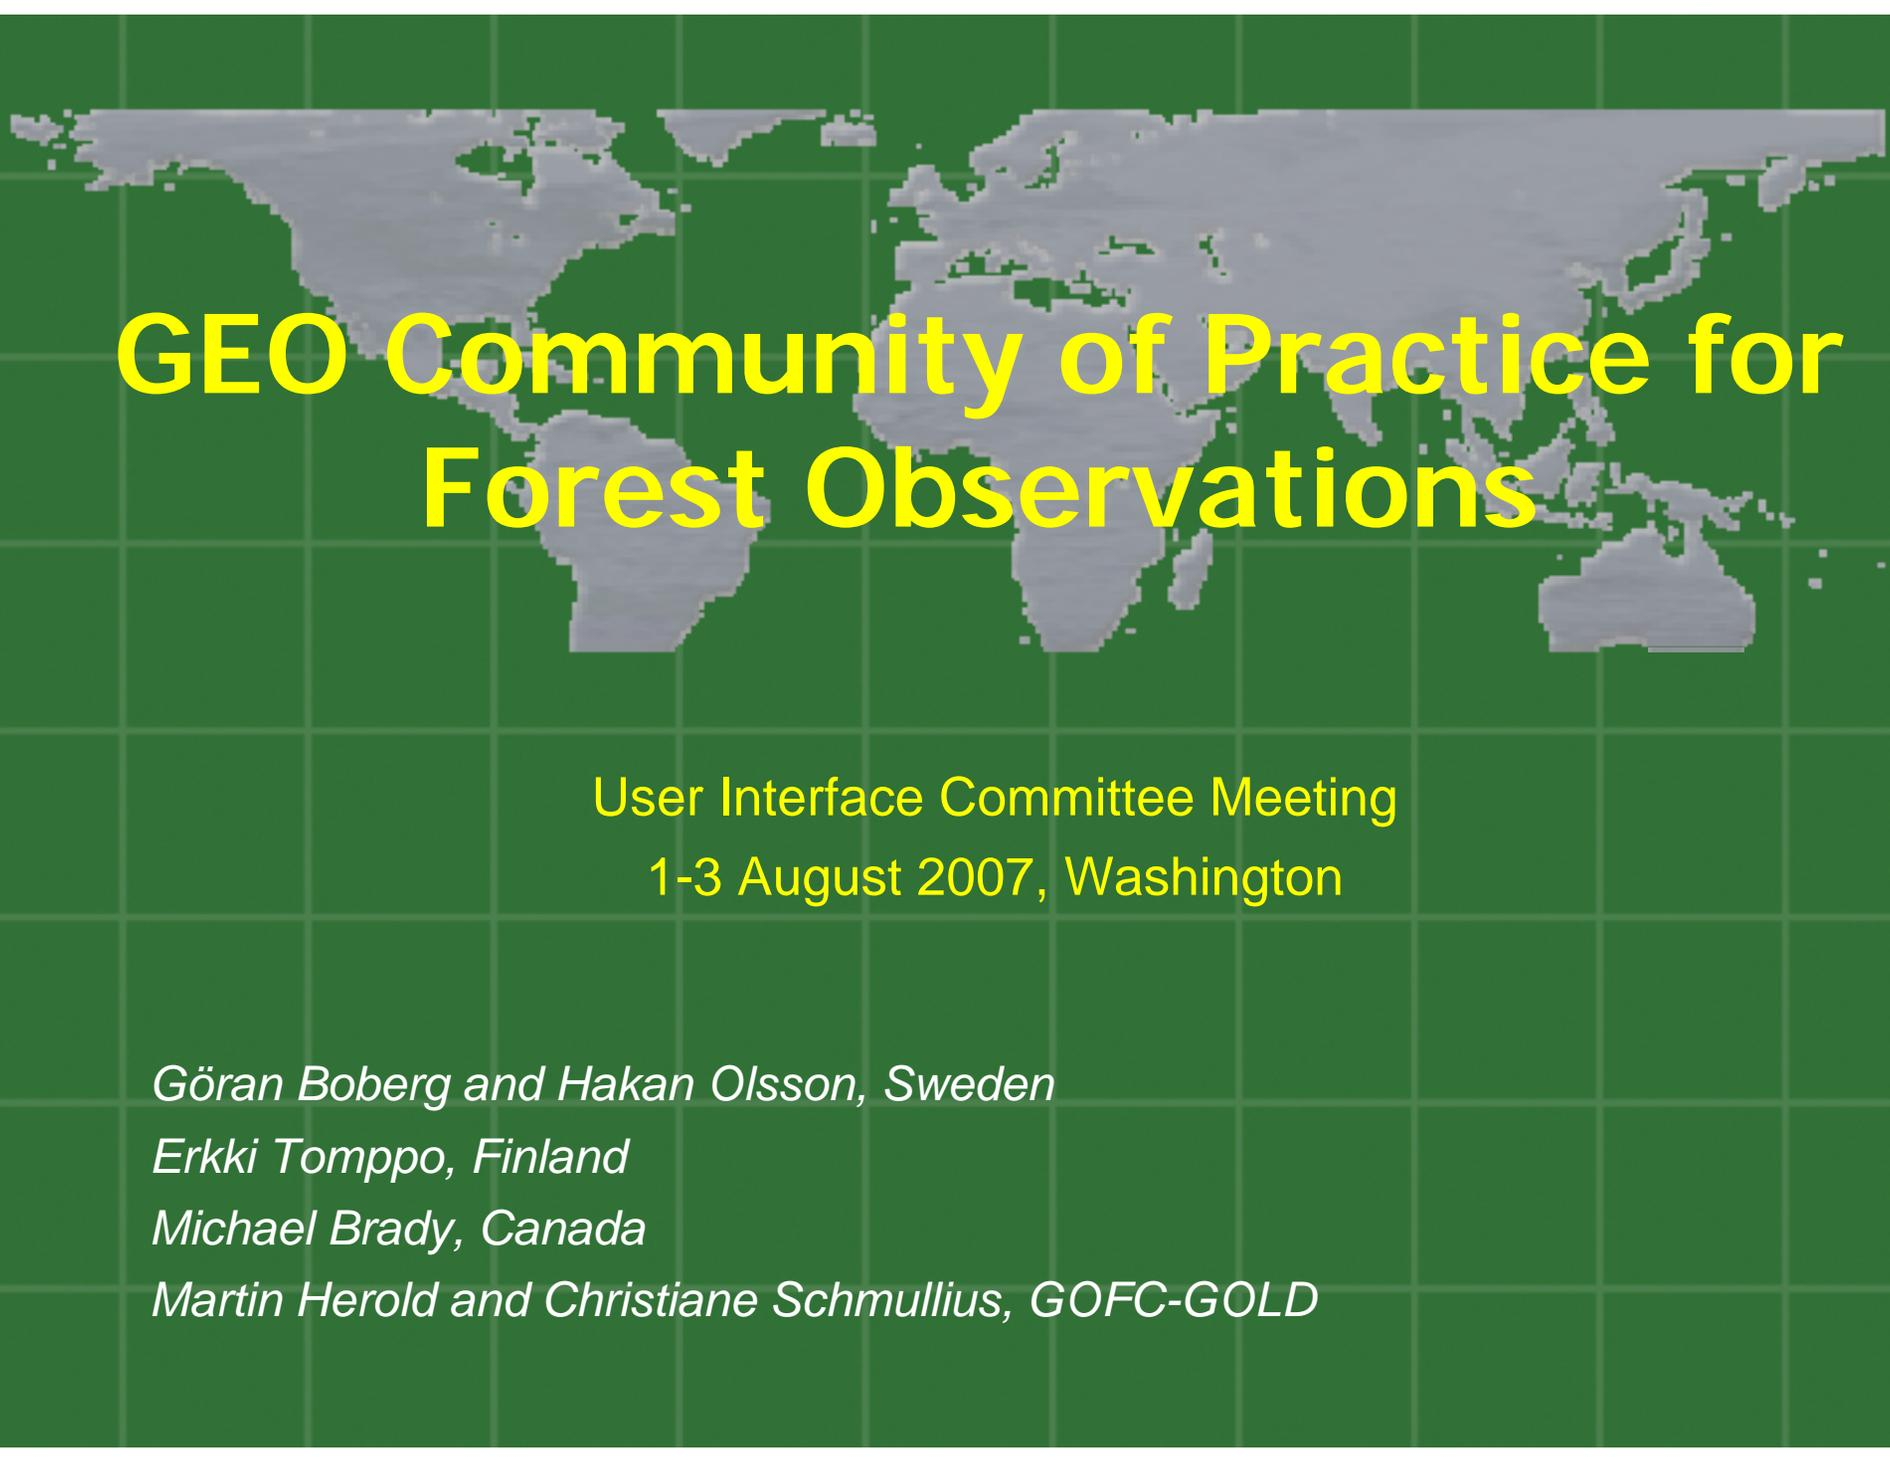 GEO Community of Practice for
Forest Observations
User Interface Committee Meeting
1-3 August 2007, Washington
Göran Boberg and Hakan Olsson, Sweden
Erkki Tomppo, Finland
Michael Brady, Canada
Martin Herold and Christiane Schmullius, GOFC-GOLD